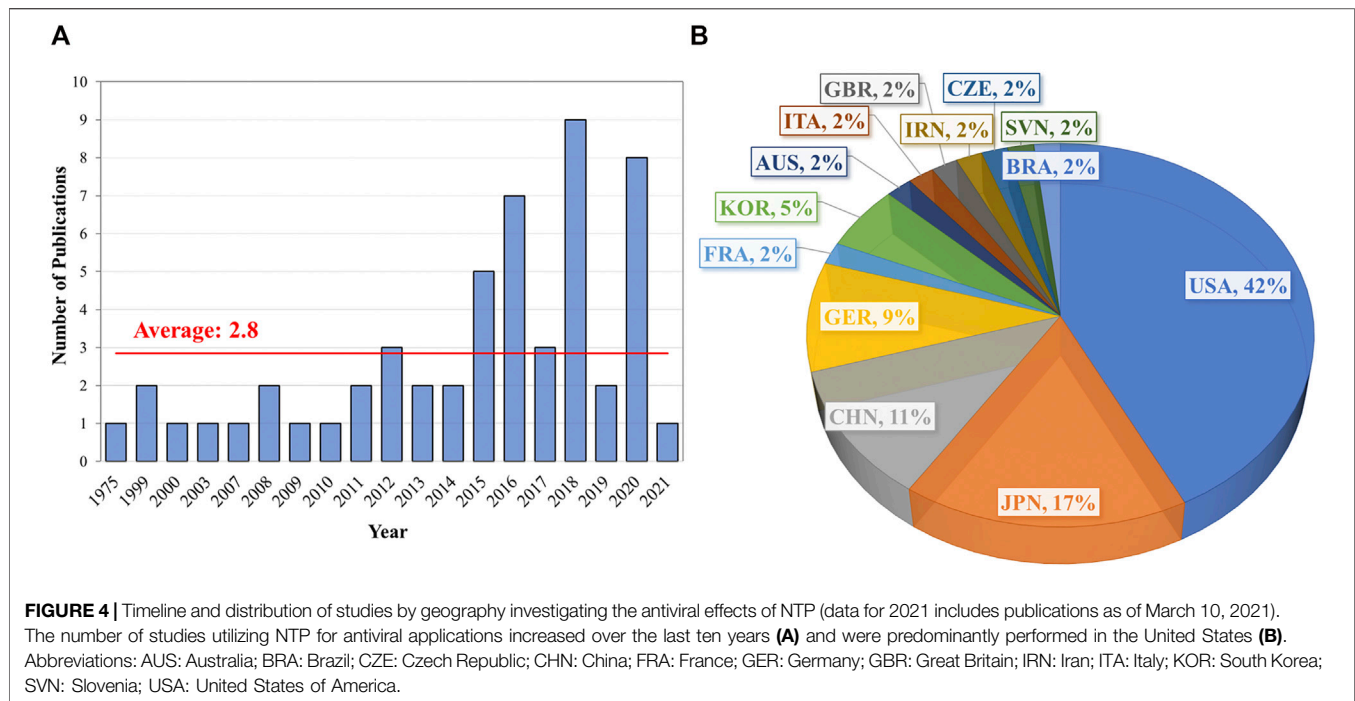 A
B
10
9
8
7
6
5
4
3
2
1
0
Number of Publications
Average: 2.8
1975
1999
2000
2003
2007
2008
2009
2010
2011
2012
2013
2014
2015
2016
2017
2018
2019
2020
2021
Year
GBR, 2%
CZE, 2%
ITA, 2%
IRN, 2%
SVN, 2%
AUS, 2%
BRA, 2%
KOR, 5%
FRA, 2%
USA, 42%
GER, 9%
CHN, 11%
JPN, 17%
FIGURE 4 | Timeline and distribution of studies by geography investigating the antiviral effects of NTP (data for 2021 includes publications as of March 10, 2021).
The number of studies utilizing NTP for antiviral applications increased over the last ten years (A) and were predominantly performed in the United States (B).
Abbreviations: AUS: Australia; BRA: Brazil; CZE: Czech Republic; CHN: China; FRA: France; GER: Germany; GBR: Great Britain; IRN: Iran; ITA: Italy; KOR: South Korea;
SVN: Slovenia; USA: United States of America.